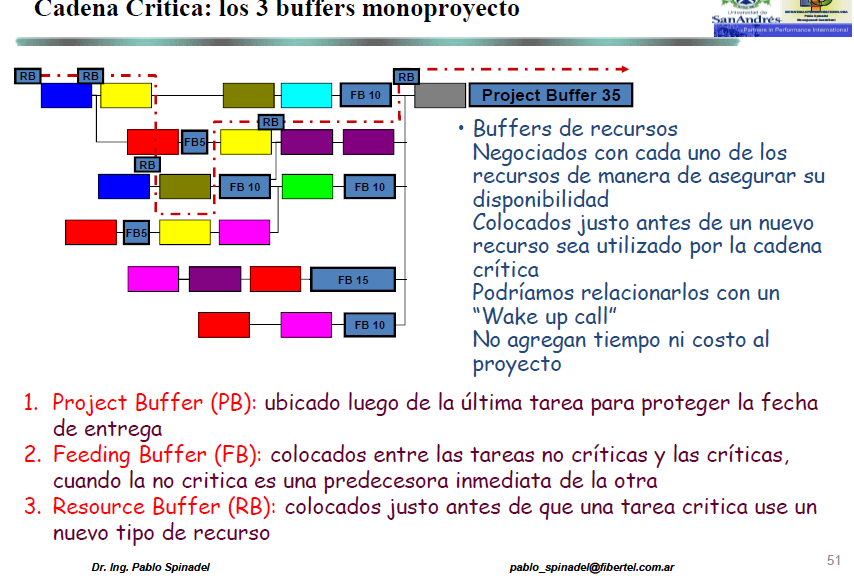 Cadena Critica: los 3 buffers monoproyecto
Universidad de
SanAndrés
Partners in Performance International
RB
RB
RB
FB 10
Project Buffer 35
RB
FB5
RB
FB 10
FB 10
FB5
FB 15
FB 10
• Buffers de recursos
Negociados con cada uno de los
recursos de manera de asegurar su
disponibilidad
Colocados justo antes de un nuevo
recurso sea utilizado por la cadena
crítica
Podríamos relacionarlos con un
“Wake up call”
No agregan tiempo ni costo al
proyecto
1. Project Buffer (PB): ubicado luego de la última tarea para proteger la fecha
de entrega
2. Feeding Buffer (FB): colocados entre las tareas no críticas y las críticas,
cuando la no critica es una predecesora inmediata de la otra
3. Resource Buffer (RB): colocados justo antes de que una tarea critica use un
nuevo tipo de recurso
Dr. Ing. Pablo Spinadel
pablo_spinadel@fibertel.com.ar
51